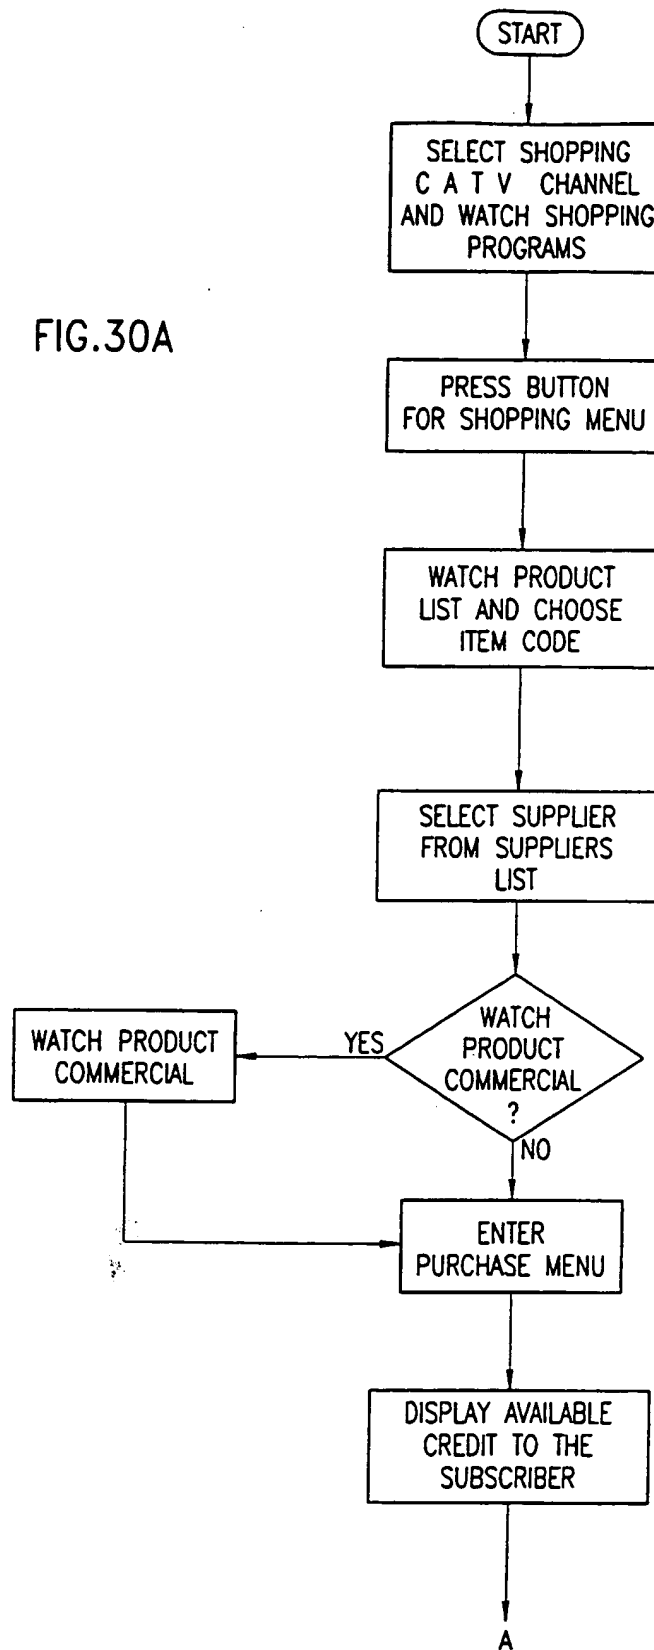 START
SELECT SHOPPING
C A T V CHANNEL
AND WATCH SHOPPING
PROGRAMS
FIG.30A
PRESS BUTTON
FOR SHOPPING MENU
WATCH PRODUCT
LIST AND CHOOSE
ITEM CODE
SELECT SUPPLIER
FROM SUPPLIERS
LIST
WATCH
PRODUCT
COMMERCIAL
?
YES
WATCH PRODUCT
COMMERCIAL
NO
ENTER
PURCHASE MENU
DISPLAY AVAILABLE
CREDIT TO THE
SUBSCRIBER
A